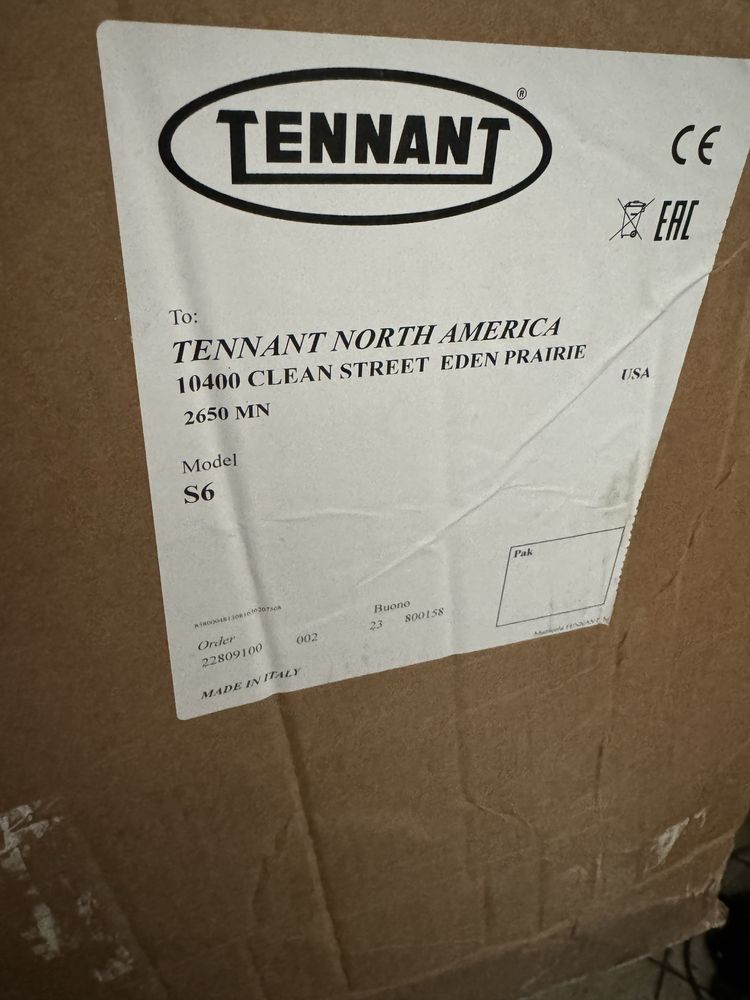 TENNANT®
CE
EAC
To:
TENNANT NORTH AMERICA
10400 CLEAN STREET EDEN PRAIRIE
USA
2650 MN
Model
S6
Pak
Buono
Order
23 800158
22809100 002
MADE IN ITALY
TENNANT